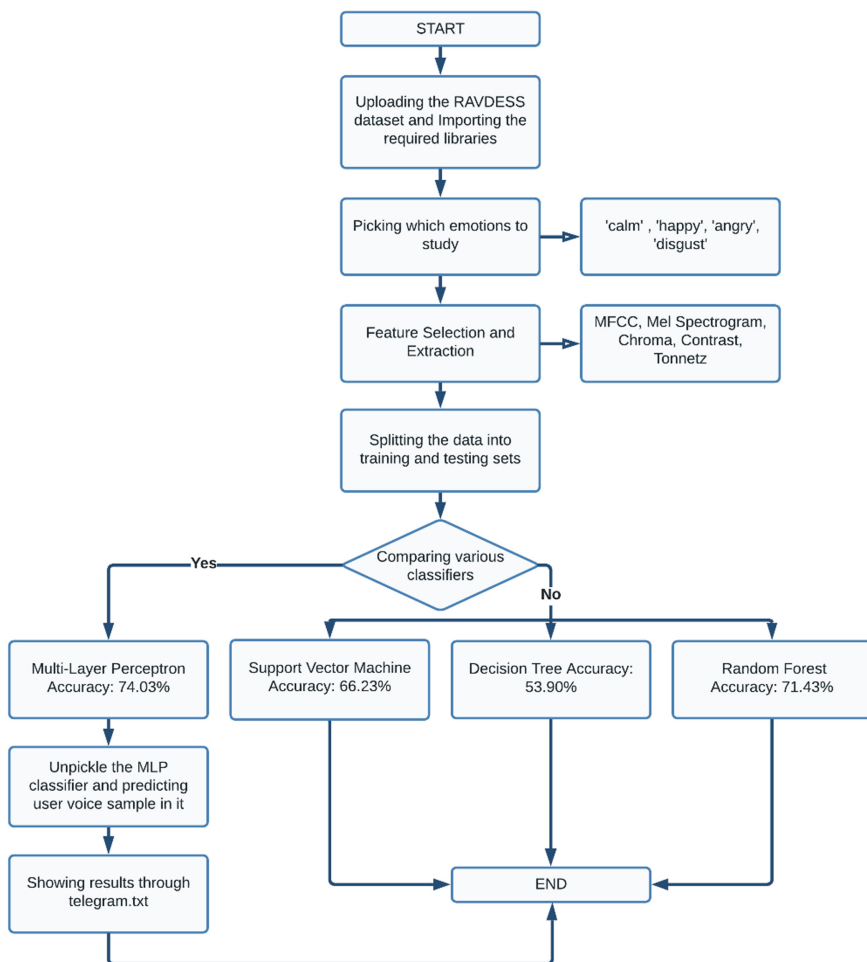 START
Uploading the RAVDESS
dataset and Importing the
required libraries
Picking which emotions to
study
'calm' , 'happy', 'angry',
'disgust'
Feature Selection and
Extraction
MFCC, Mel Spectrogram,
Chroma, Contrast,
Tonnetz
Splitting the data into
training and testing sets
Comparing various
classifiers
Yes
No
Multi-Layer Perceptron
Accuracy: 74.03%
Support Vector Machine
Accuracy: 66.23%
Decision Tree Accuracy:
53.90%
Random Forest
Accuracy: 71.43%
Unpickle the MLP
classifier and predicting
user voice sample in it
Showing results through
telegram.txt
END